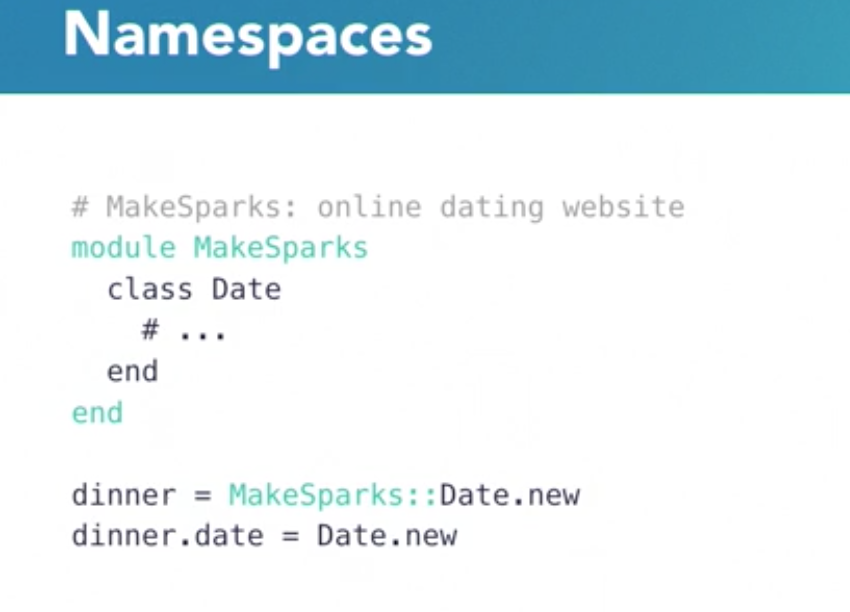 Namespaces
# MakeSparks: online dating website
module MakeSparks
  class Date
    # ...
  end
end
dinner = MakeSparks::Date.new
dinner.date = Date.new